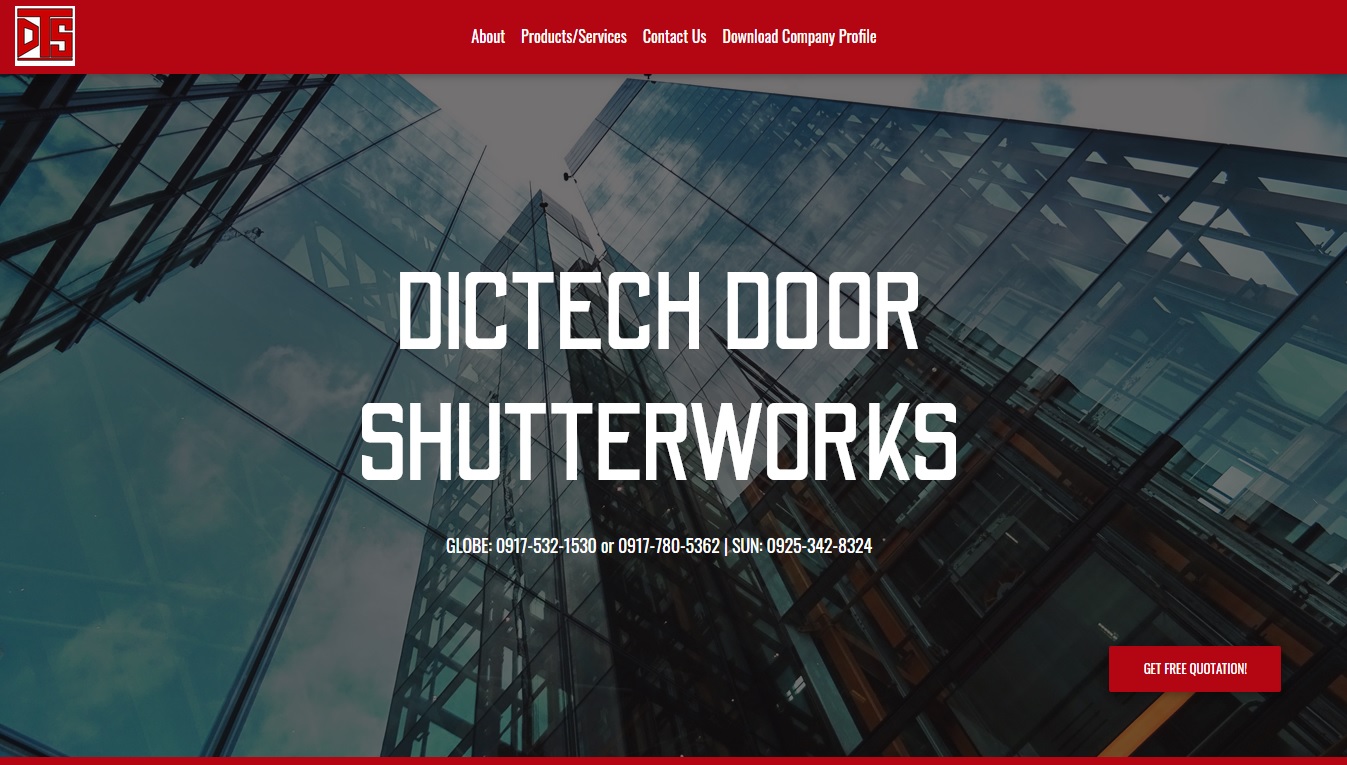 DTS
About Products/Services Contact Us Download Company Profile
DICTECH DOOR
SHUTTERWORKS
GLOBE: 0917-532-1530 or 0917-780-5362 | SUN: 0925-342-8324
GET FREE QUOTATION!